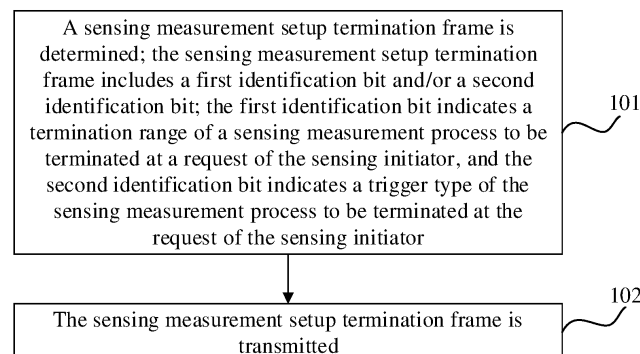 A sensing measurement setup termination frame is
determined; the sensing measurement setup termination
frame includes a first identification bit and/or a second
identification bit; the first identification bit indicates a
termination range of a sensing measurement process to be
terminated at a request of the sensing initiator, and the
second identification bit indicates a trigger type of the
sensing measurement process to be terminated at the
request of the sensing initiator
101
The sensing measurement setup termination frame is
transmitted
102